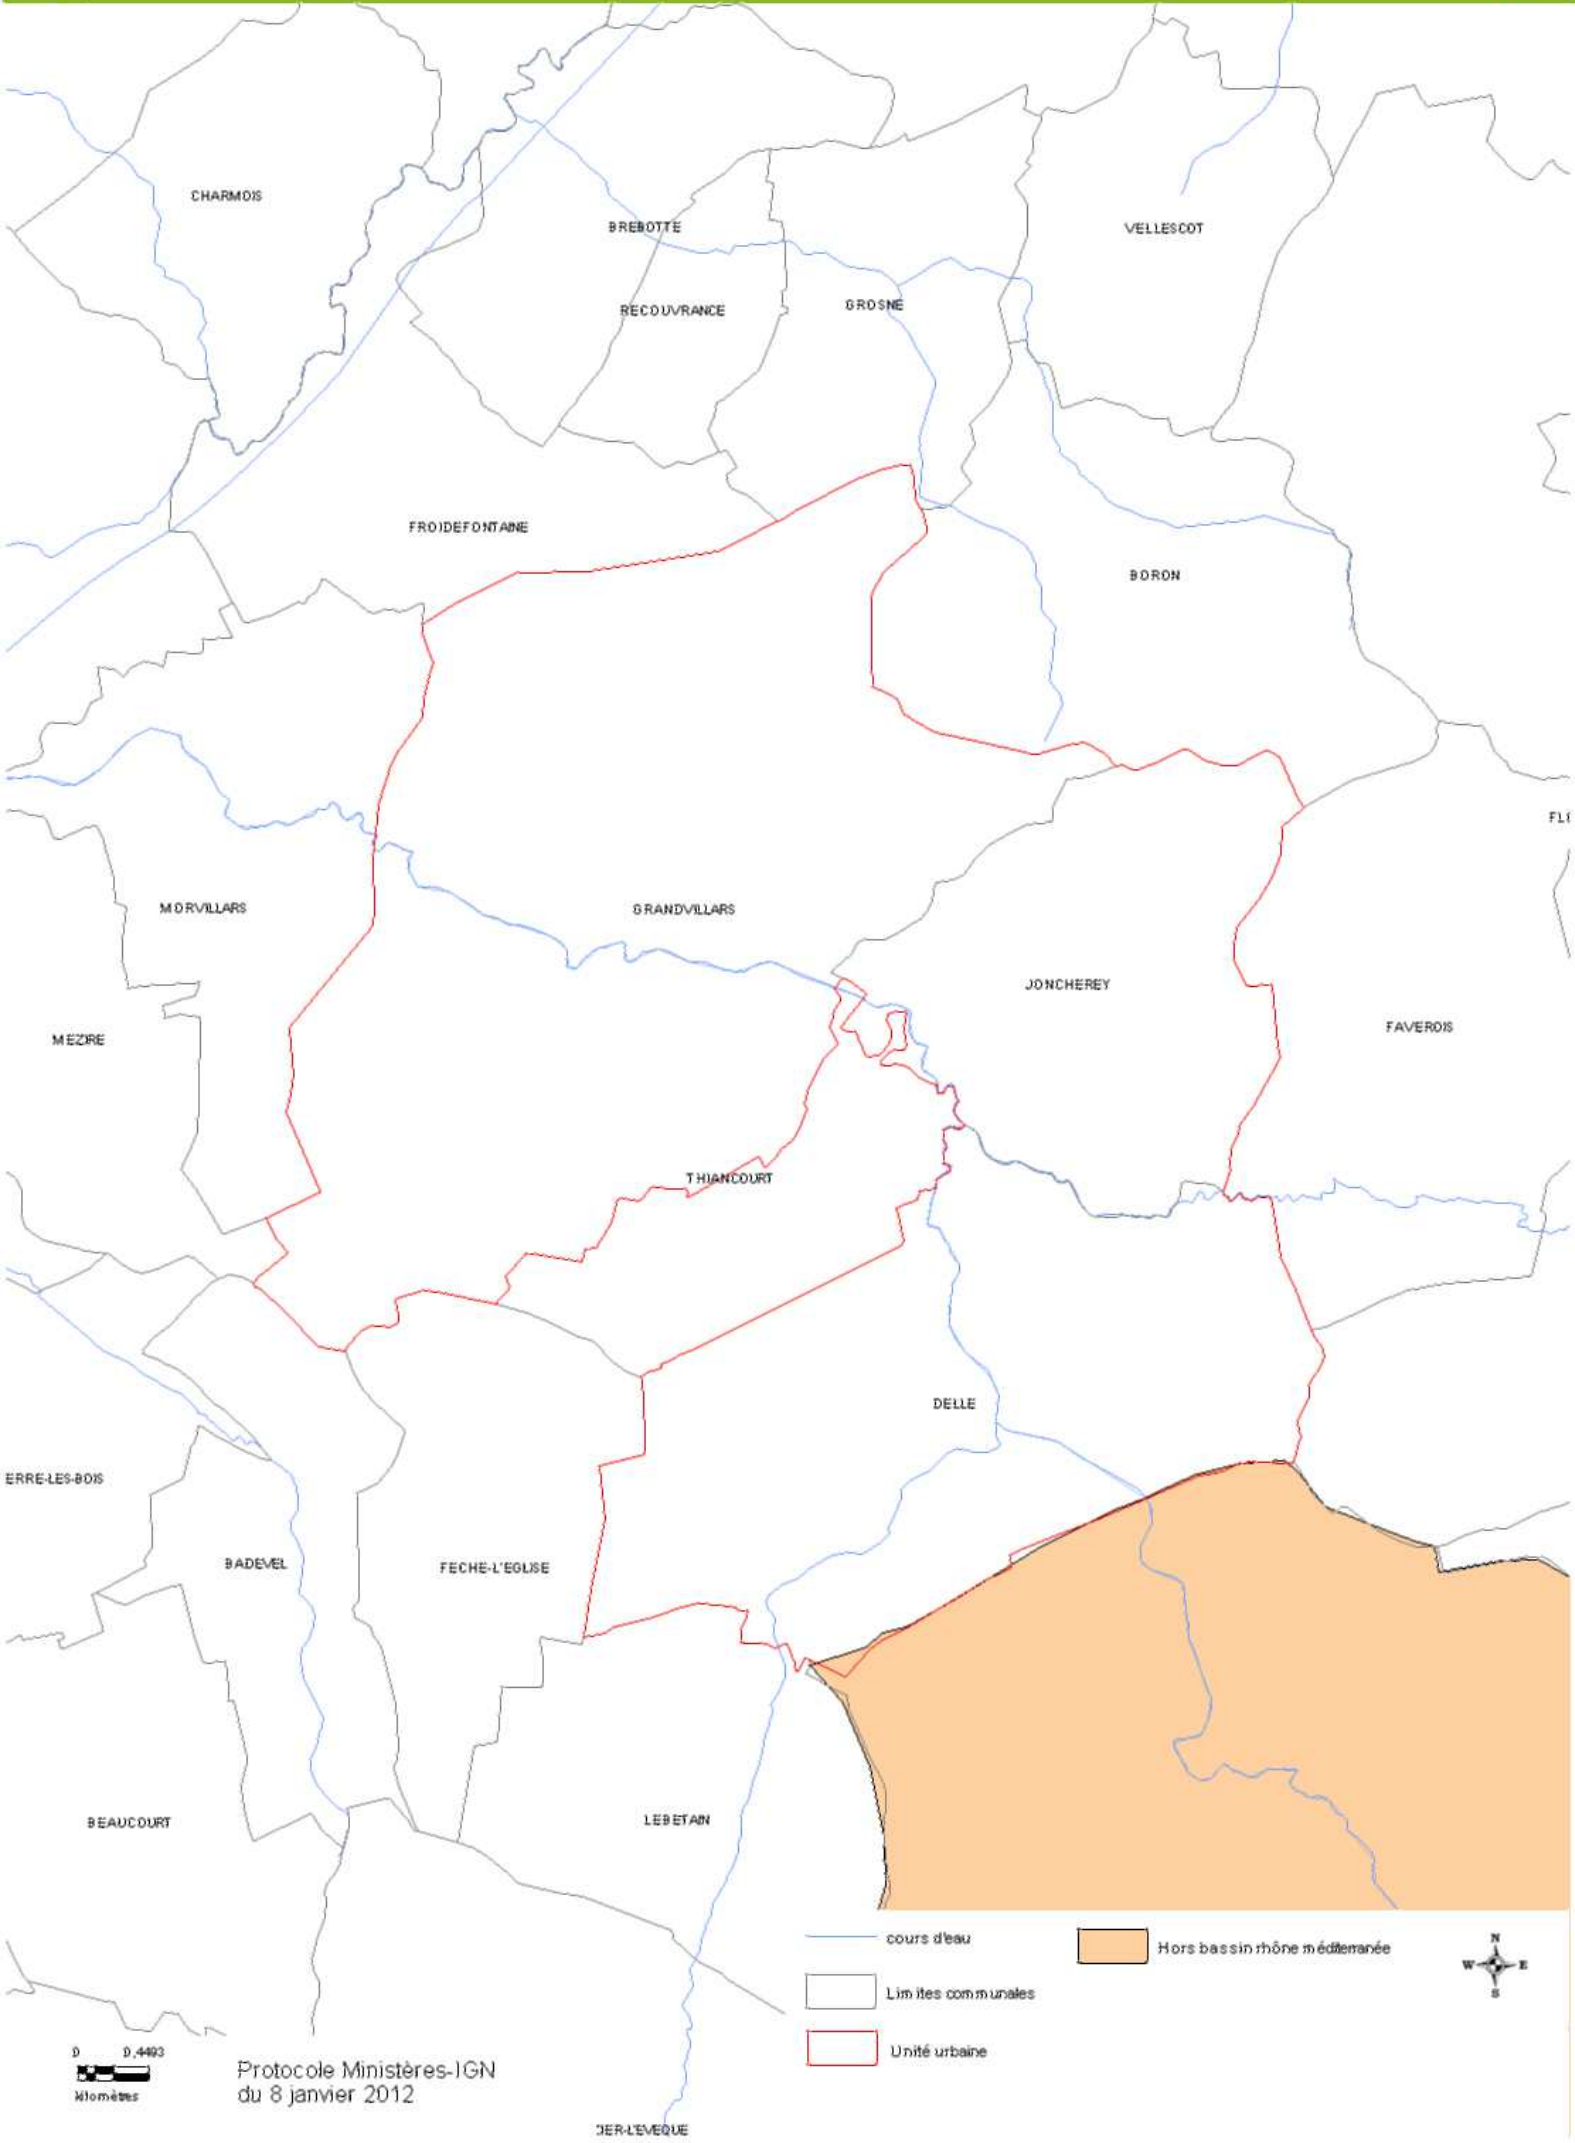 CHARMOIS
BREBOTTE
VELLESCOT
RECOUVRANCE
GROSNE
FROIDEFONTAINE
BORON
MORVILLARS
GRANDVILLARS
JONCHEREY
FAVEROIS
MEZIRE
THIANCOURT
DELLE
ERRE-LES-BOIS
BADEVEL
FECHE-L'EGLISE
BEAUCOURT
LEBETAIN
cours d'eau
Hors bassin rhône méditerranée
Limites communales
Unité urbaine
N
W E
S
0 0,4493
kilomètres
Protocole Ministères-IGN
du 8 janvier 2012